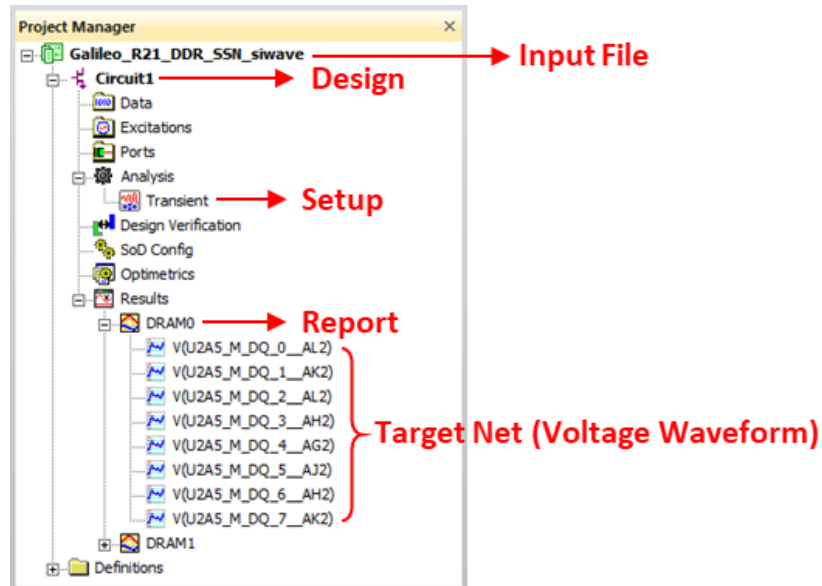 Project Manager
Galileo_R21_DDR_SSN_siwave
Input File
Circuit1
Design
Data
Excitations
Ports
Analysis
Transient
Setup
Design Verification
SoD Config
Optimetrics
Results
DRAM0
Report
V(U2A5_M_DQ_0__AL2)
V(U2A5_M_DQ_1__AK2)
V(U2A5_M_DQ_2__AL2)
V(U2A5_M_DQ_3__AH2)
V(U2A5_M_DQ_4__AG2)
Target Net (Voltage Waveform)
V(U2A5_M_DQ_5__AJ2)
V(U2A5_M_DQ_6__AH2)
V(U2A5_M_DQ_7__AK2)
DRAM1
Definitions